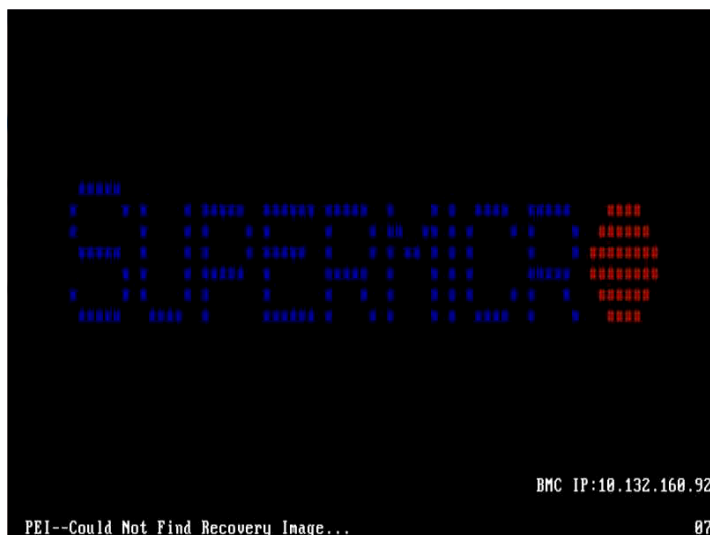 SUPERMICRO
BMC IP:10.132.160.92
PEI--Could Not Find Recovery Image...
07